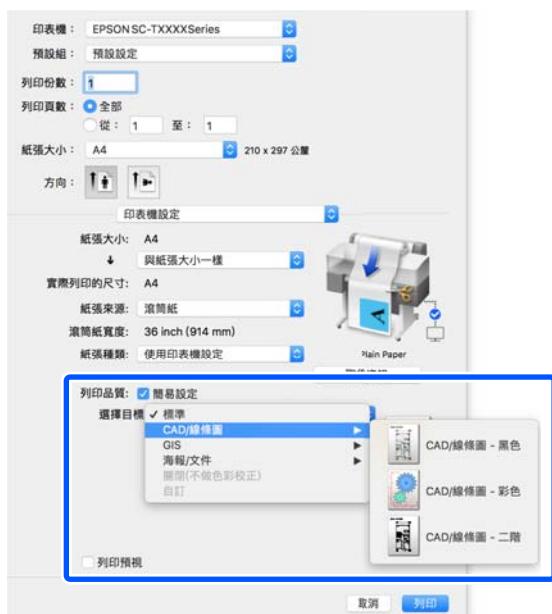 印表機： EPSON SC-TXXXXSeries
預設組： 預設設定
列印份數： 1
列印頁數： 全部
從： 1 至： 1
紙張大小： A4 210 x 297 公釐
方向：
印表機設定
紙張大小: A4
與紙張大小一樣
實際列印的尺寸: A4
紙張來源: 滾筒紙
滾筒紙寬度: 36 inch (914 mm)
紙張種類: 使用印表機設定
Plain Paper
列印品質: 簡易設定
選擇目標 標準
CAD/線條圖
GIS
海報/文件
關閉(不做色彩校正)
自訂
CAD/線條圖 - 黑色
CAD/線條圖 - 彩色
CAD/線條圖 - 二階
列印預視
取消 列印